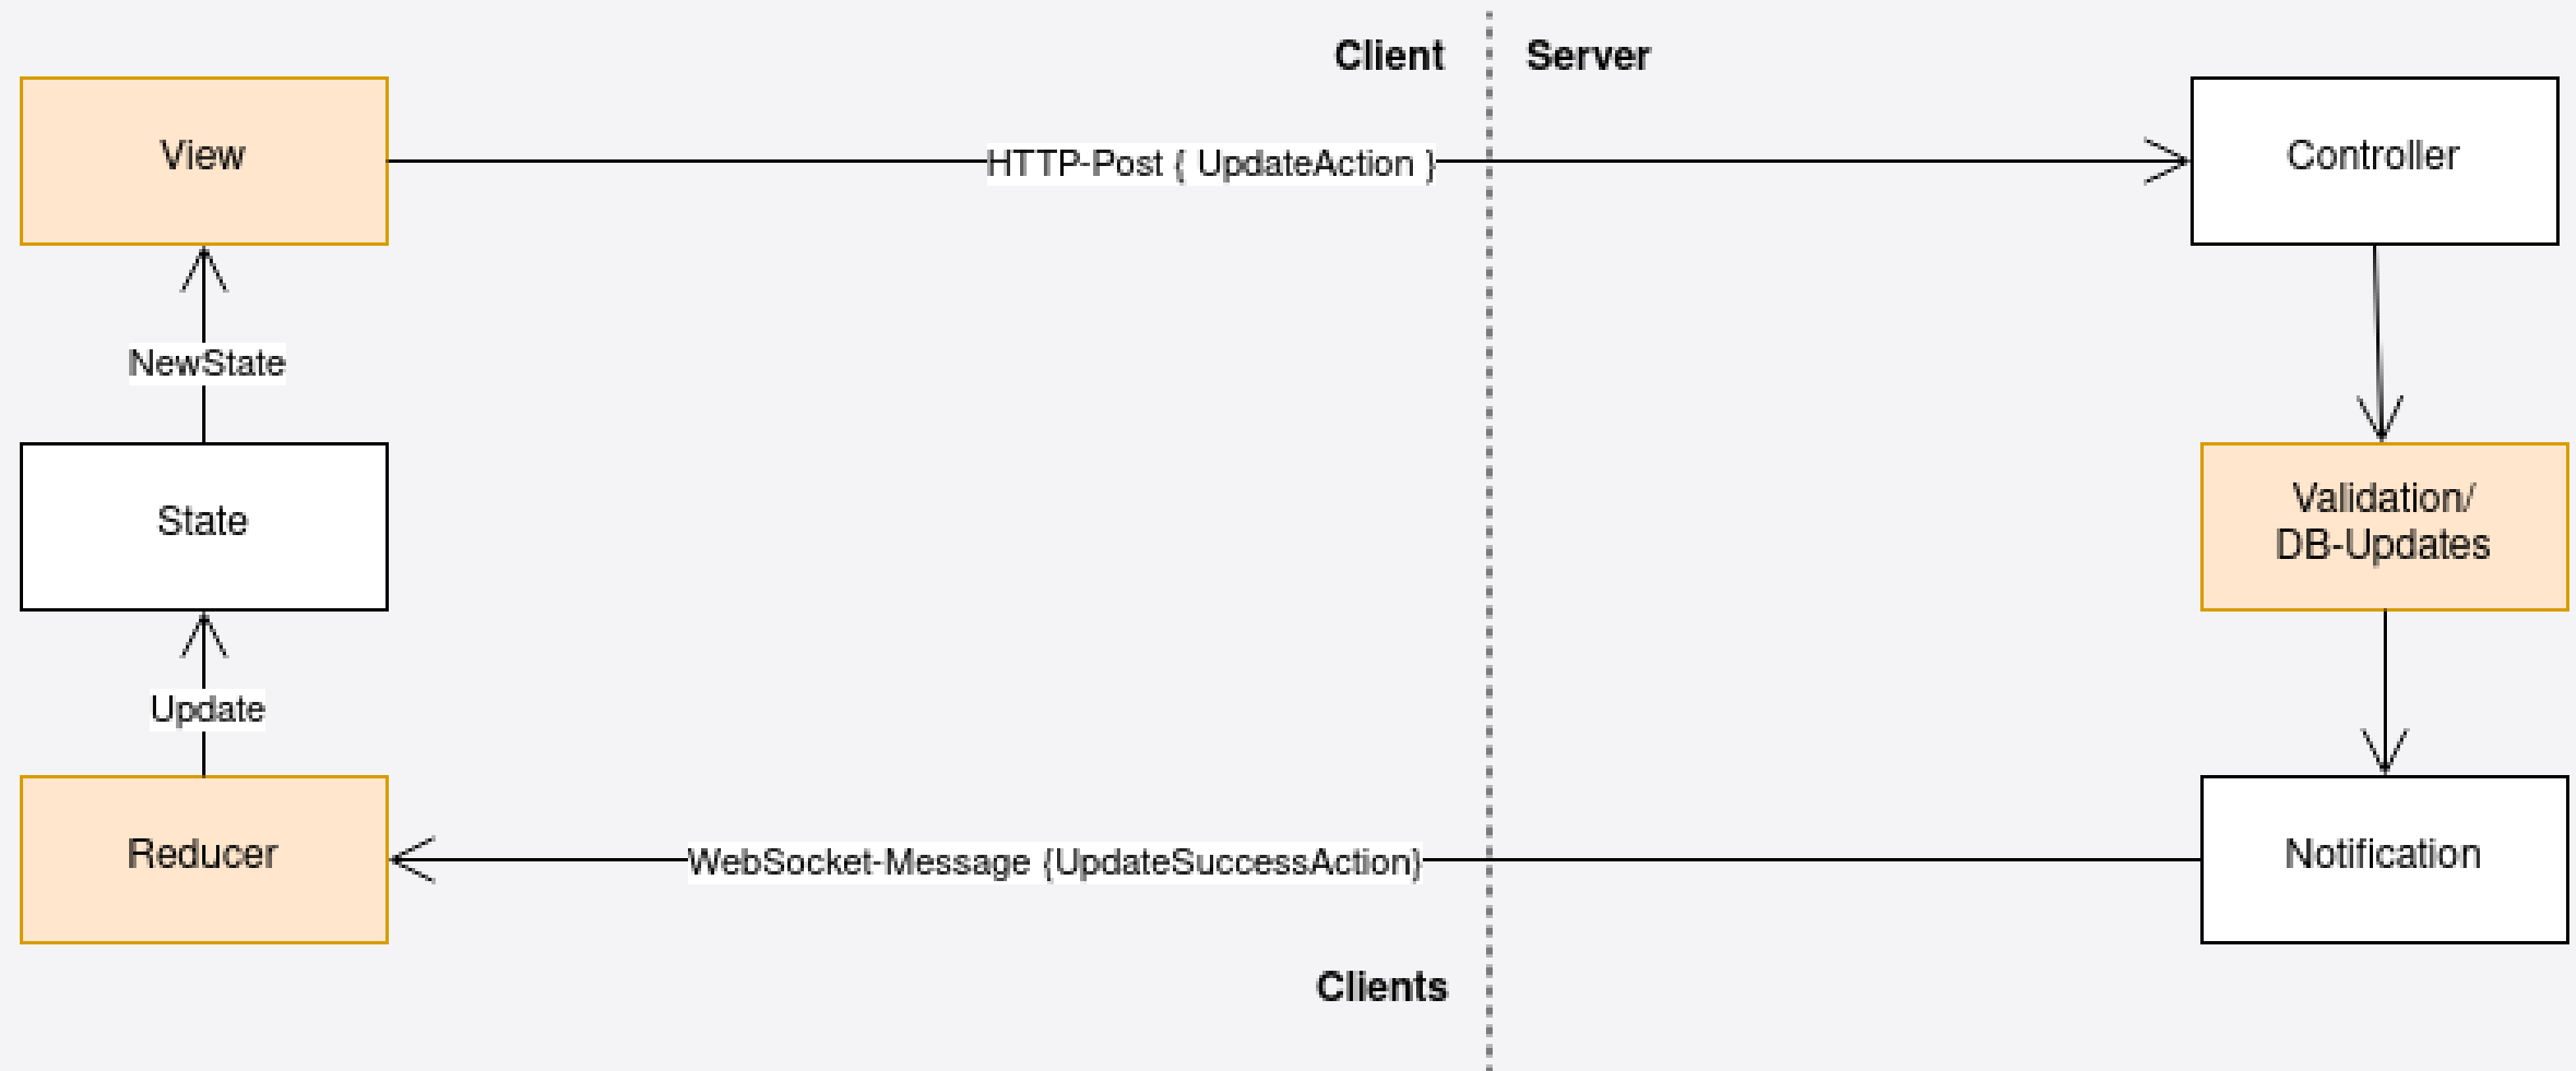 Client
Server
View
HTTP-Post { UpdateAction }
Controller
NewState
State
Validation/
DB-Updates
Update
Reducer
WebSocket-Message {UpdateSuccessAction}
Notification
Clients